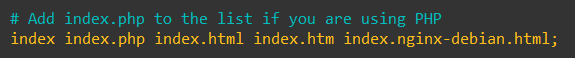 # Add index.php to the list if you are using PHP
index index.php index.html index.htm index.nginx-debian.html;